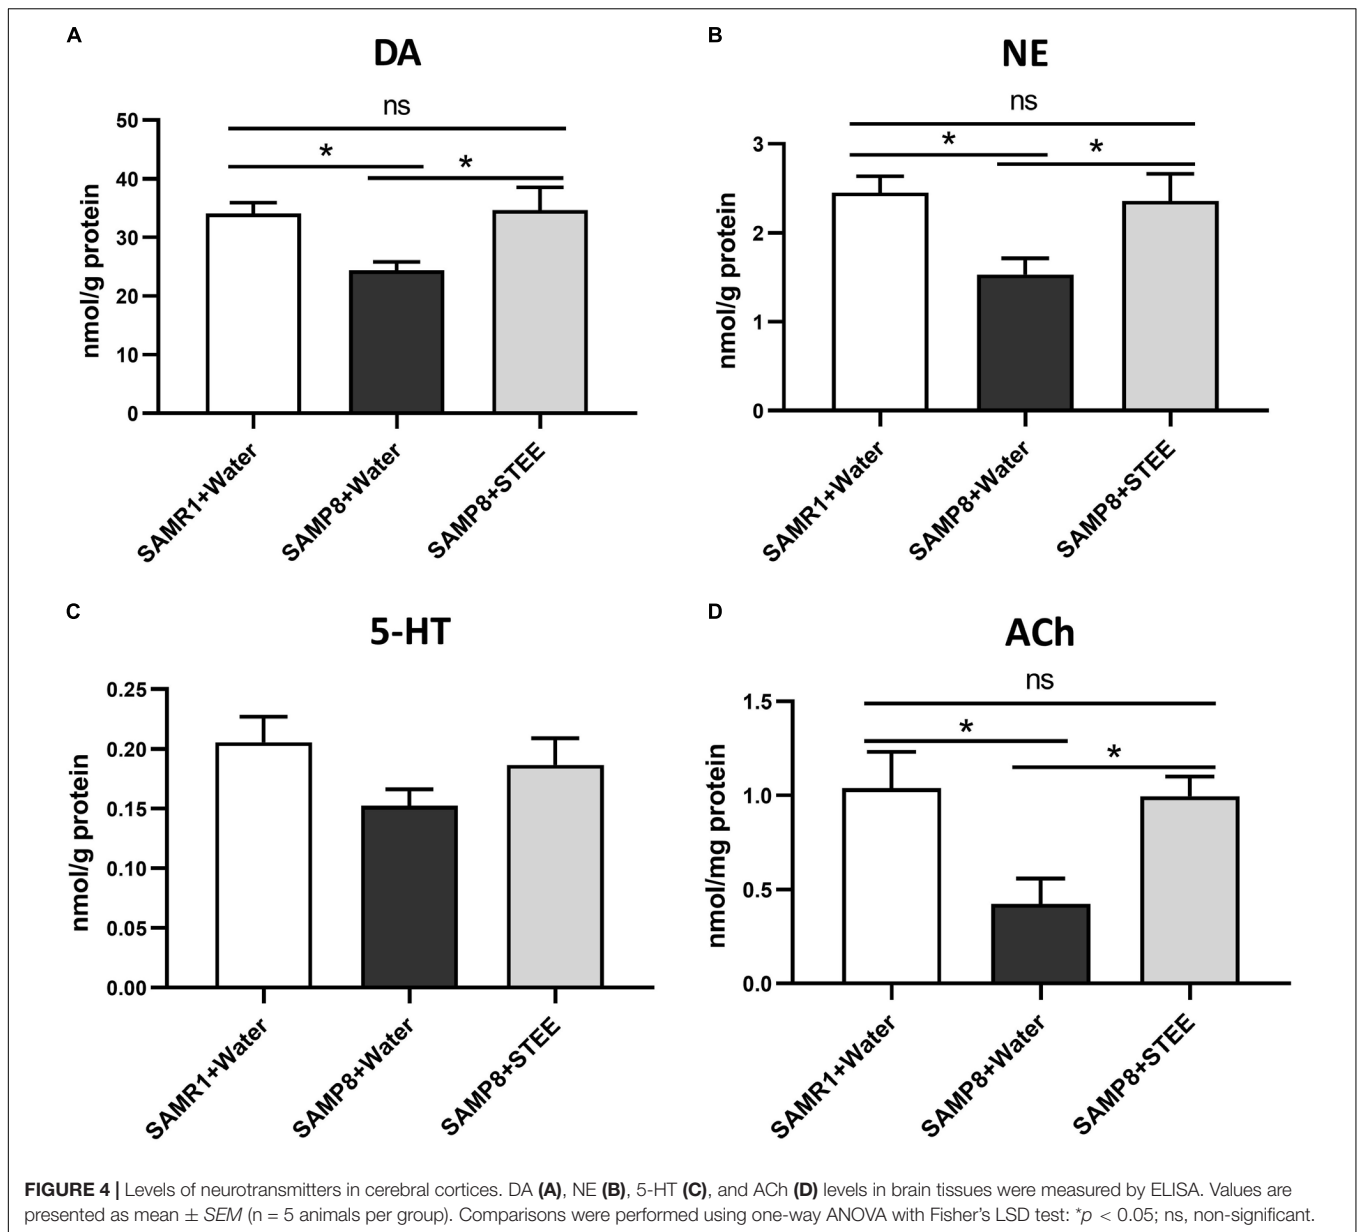 A
DA
ns
*
*
50
40
30
20
10
0
nmol/g protein
SAMR1+Water
SAMP8+Water
SAMP8+STEE
B
NE
ns
*
*
3
2
1
0
nmol/g protein
SAMR1+Water
SAMP8+Water
SAMP8+STEE
C
5-HT
0.25
0.20
0.15
0.10
0.05
0.00
nmol/g protein
SAMR1+Water
SAMP8+Water
SAMP8+STEE
D
ACh
ns
*
*
1.5
1.0
0.5
0.0
nmol/mg protein
SAMR1+Water
SAMP8+Water
SAMP8+STEE
FIGURE 4 | Levels of neurotransmitters in cerebral cortices. DA (A), NE (B), 5-HT (C), and ACh (D) levels in brain tissues were measured by ELISA. Values are
presented as mean ± SEM (n = 5 animals per group). Comparisons were performed using one-way ANOVA with Fisher's LSD test: *p < 0.05; ns, non-significant.